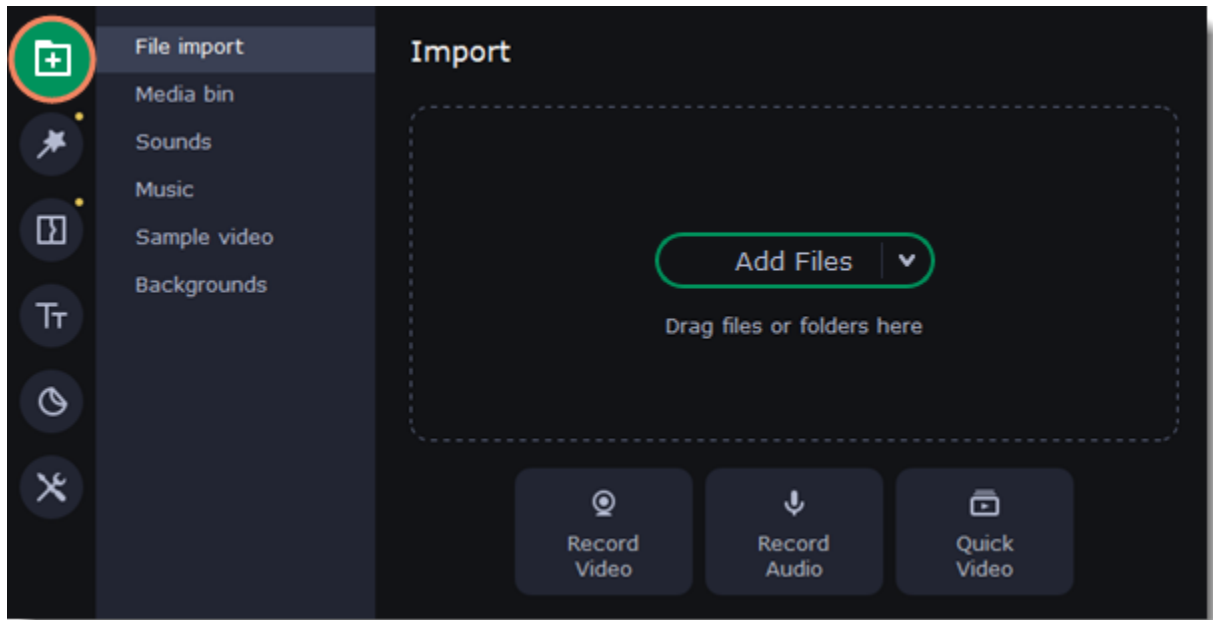 File import
Media bin
Sounds
Music
Sample video
Backgrounds
Tт
Import
Add Files
Drag files or folders here
Record
Video
Record
Audio
Quick
Video